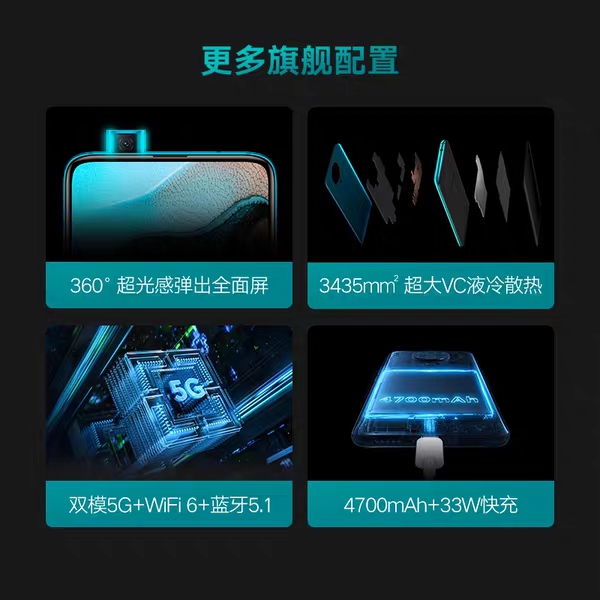 更多旗舰配置
360° 超光感弹出全面屏
3435mm² 超大VC液冷散热
5G
4700mAh
双模5G+WiFi 6+蓝牙5.1
4700mAh+33W快充